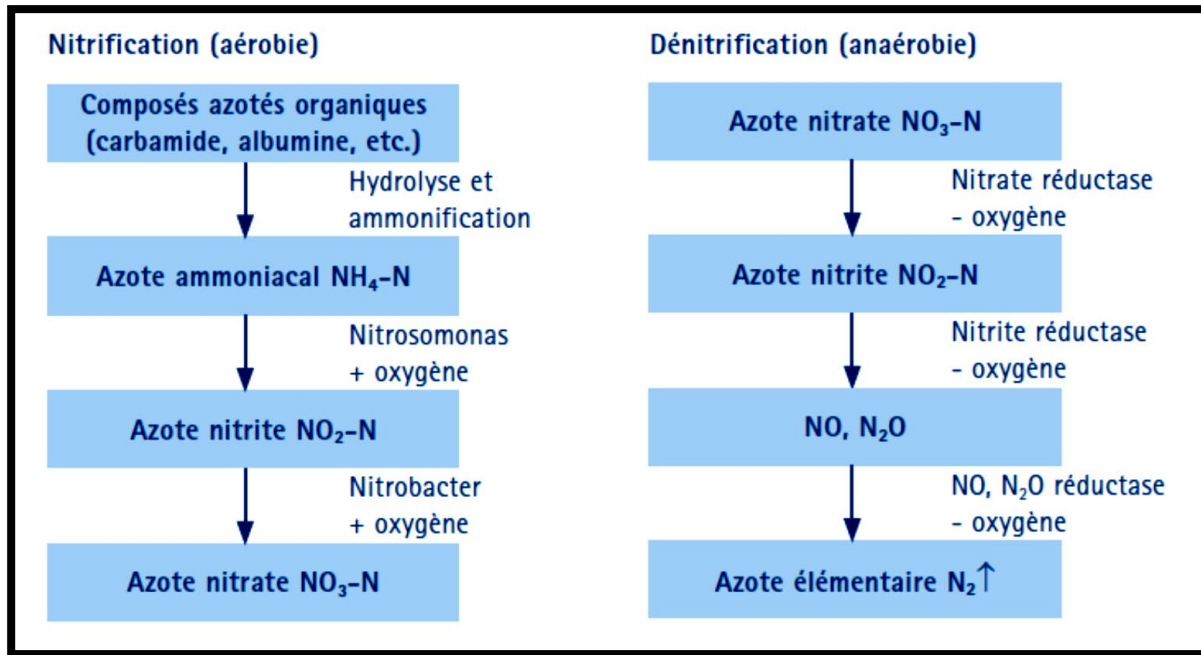 Nitrification (aérobie)
Composés azotés organiques
(carbamide, albumine, etc.)
Hydrolyse et
ammonification
Azote ammoniacal NH₄-N
Nitrosomonas
+ oxygène
Azote nitrite NO₂-N
Nitrobacter
+ oxygène
Azote nitrate NO₃-N
Dénitrification (anaérobie)
Azote nitrate NO₃-N
Nitrate réductase
- oxygène
Azote nitrite NO₂-N
Nitrite réductase
- oxygène
NO, N₂O
NO, N₂O réductase
- oxygène
Azote élémentaire N₂↑